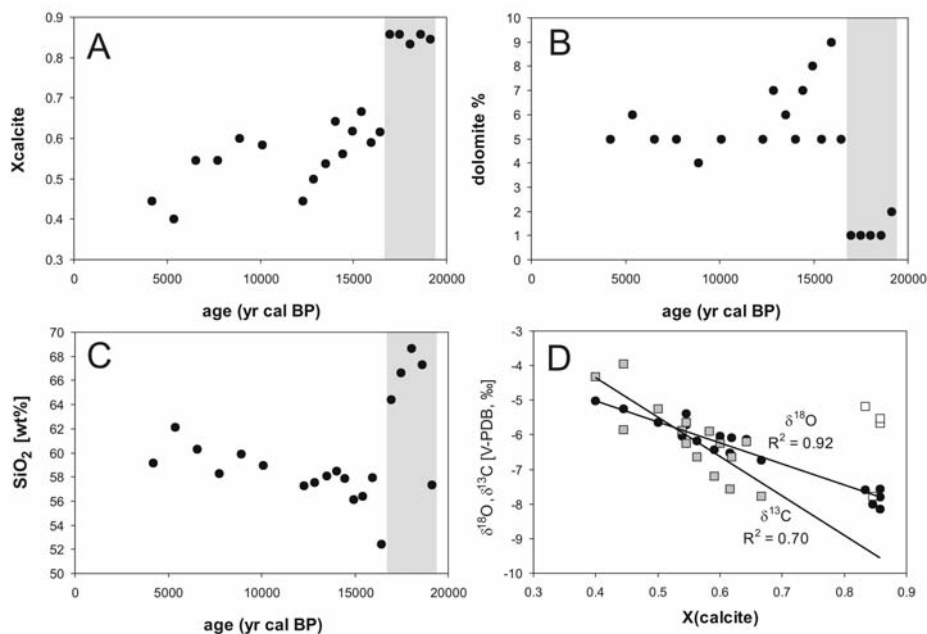 A
Xcalcite
0.9
0.8
0.7
0.6
0.5
0.4
0.3
0 5000 10000 15000 20000
age (yr cal BP)
B
dolomite %
10
9
8
7
6
5
4
3
2
1
0
0 5000 10000 15000 20000
age (yr cal BP)
C
SiO₂ [wt%]
70
68
66
64
62
60
58
56
54
52
50
0 5000 10000 15000 20000
age (yr cal BP)
D
δ¹⁸O, δ¹³C [V-PDB, ‰]
-3
-4
-5
-6
-7
-8
-9
-10
δ¹⁸O
R² = 0.92
δ¹³C
R² = 0.70
0.3 0.4 0.5 0.6 0.7 0.8 0.9
X(calcite)